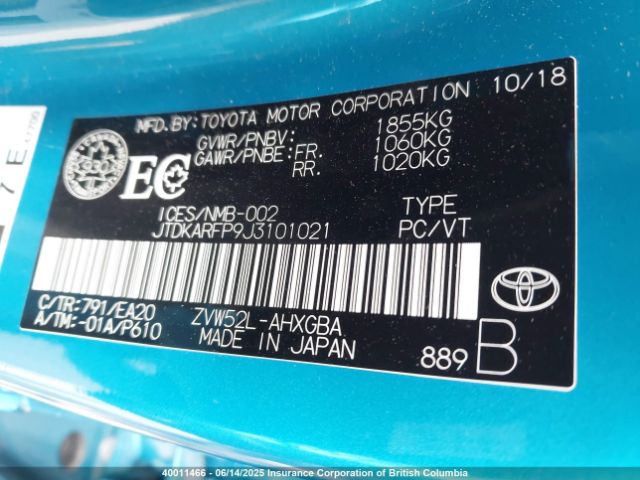 MFD.BY:TOYOTA MOTOR CORPORATION 10/18
GVWR/PNBV: 1855KG
GAWR/PNBE: FR. 1060KG
RR. 1020KG
EC
ICES/NMB-002 TYPE
JTDKARFP9J3101021 PC/VT
C/TR:791/EA20 ZVW52L-AHXGBA
A/TM:-01A/P610 MADE IN JAPAN
889 B
7E
40011466 - 06/14/2025 Insurance Corporation of British Columbia